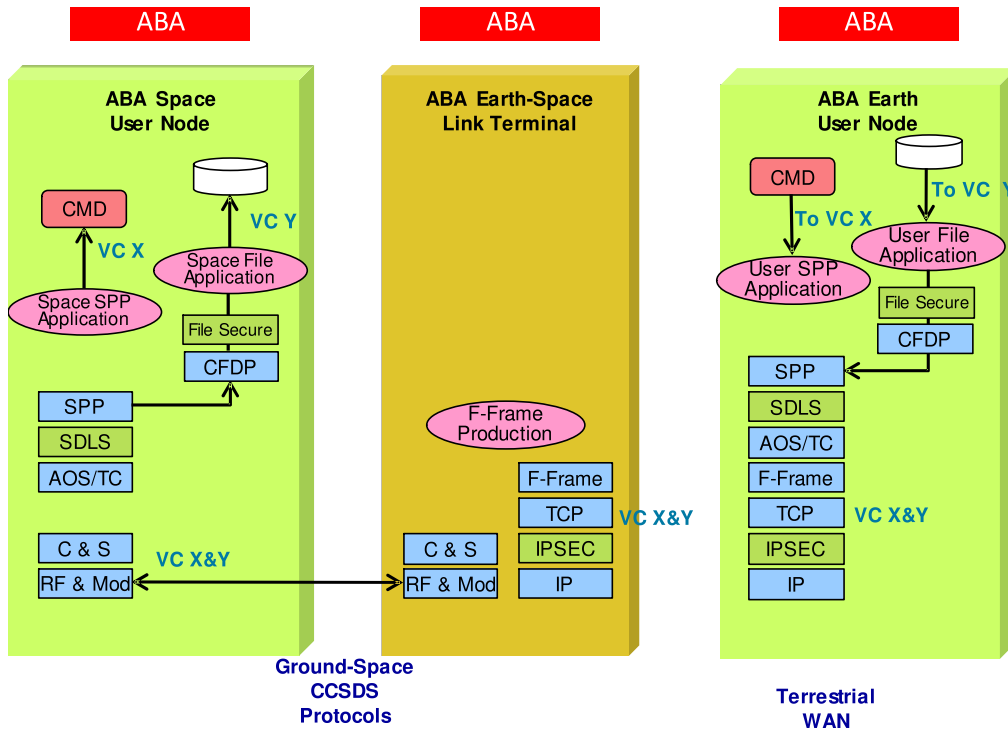 ABA
ABA
ABA
ABA Space
User Node
VC Y
CMD
VC X
Space File
Application
Space SPP
Application
File Secure
CFDP
SPP
SDLS
AOS/TC
C & S
VC X&Y
RF & Mod
ABA Earth-Space
Link Terminal
F-Frame
Production
F-Frame
TCP
VC X&Y
C & S
IPSEC
RF & Mod
IP
ABA Earth
User Node
CMD
To VC Y
To VC X
User File
Application
User SPP
Application
File Secure
CFDP
SPP
SDLS
AOS/TC
F-Frame
TCP
VC X&Y
IPSEC
IP
Ground-Space
CCSDS
Protocols
Terrestrial
WAN